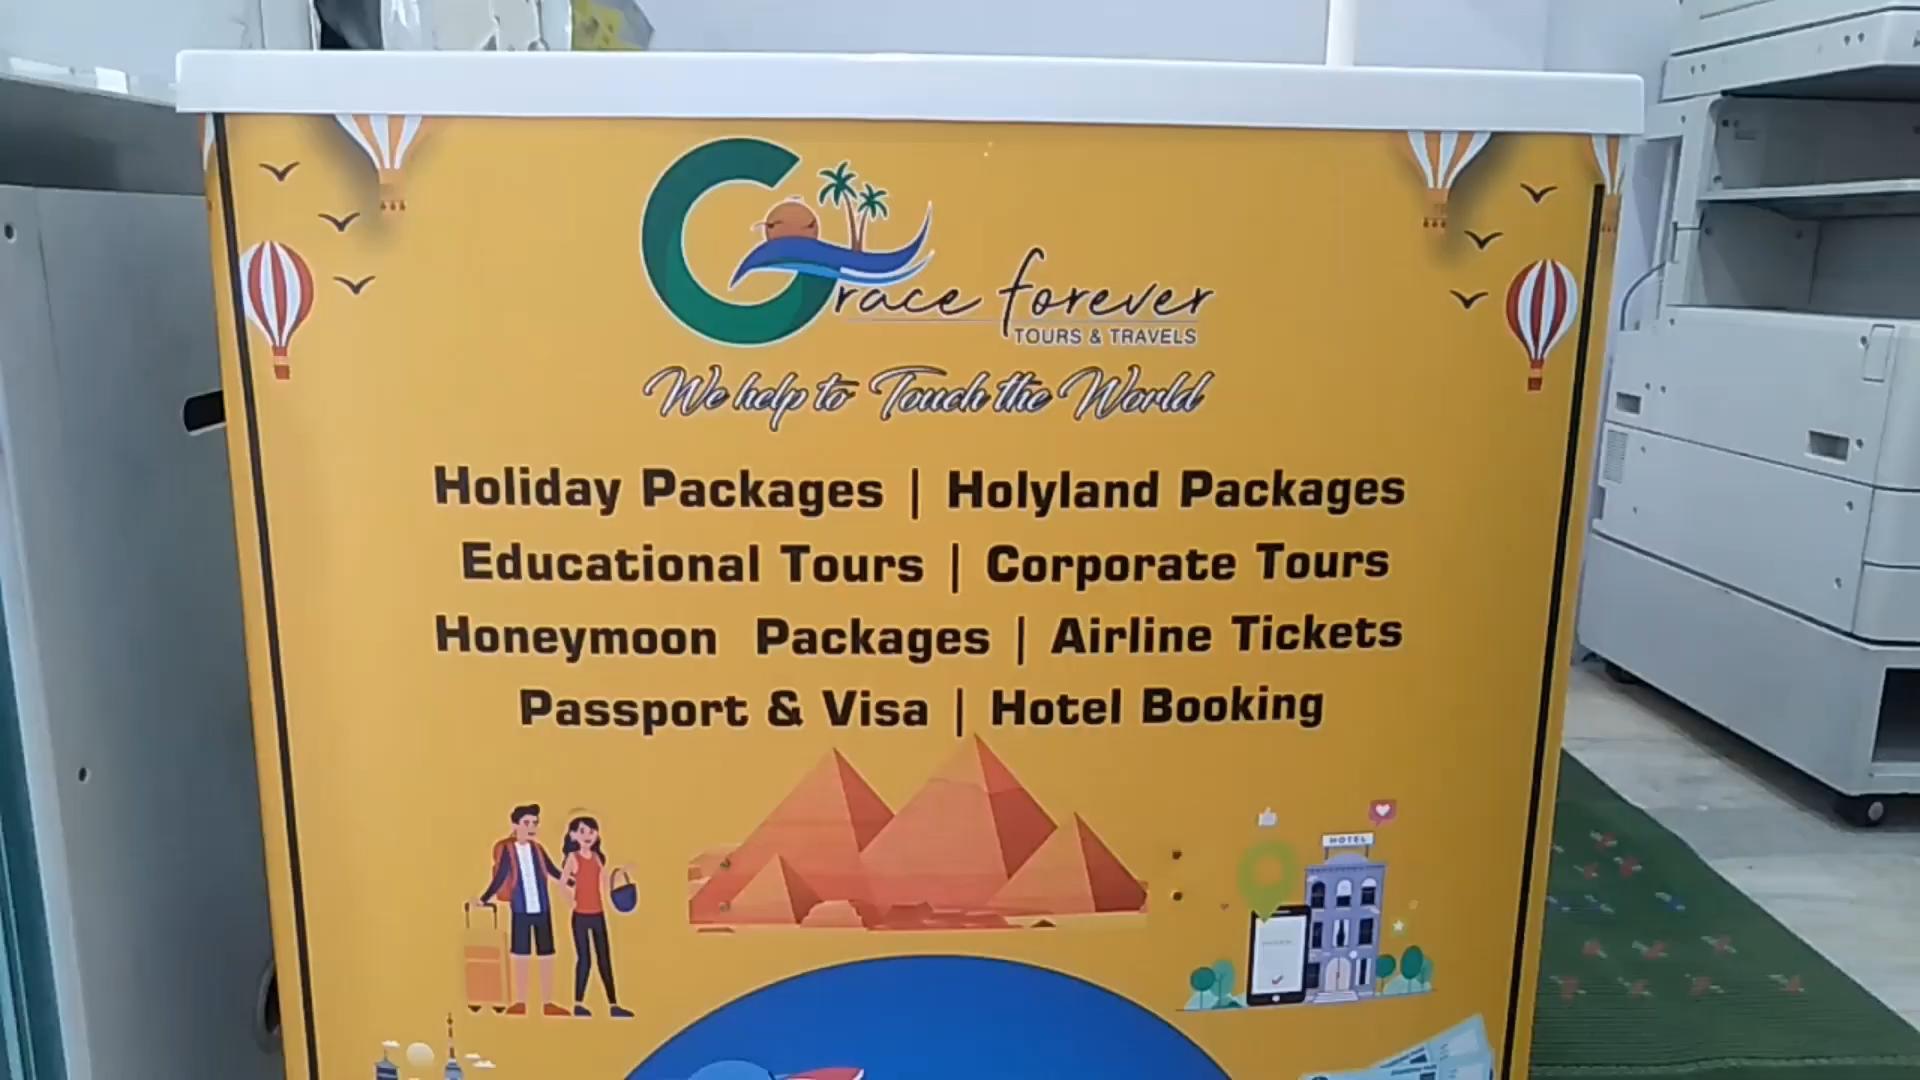 Grace forever
TOURS & TRAVELS
We help to Touch the World
Holiday Packages | Holyland Packages
Educational Tours | Corporate Tours
Honeymoon Packages | Airline Tickets
Passport & Visa | Hotel Booking
HOTEL